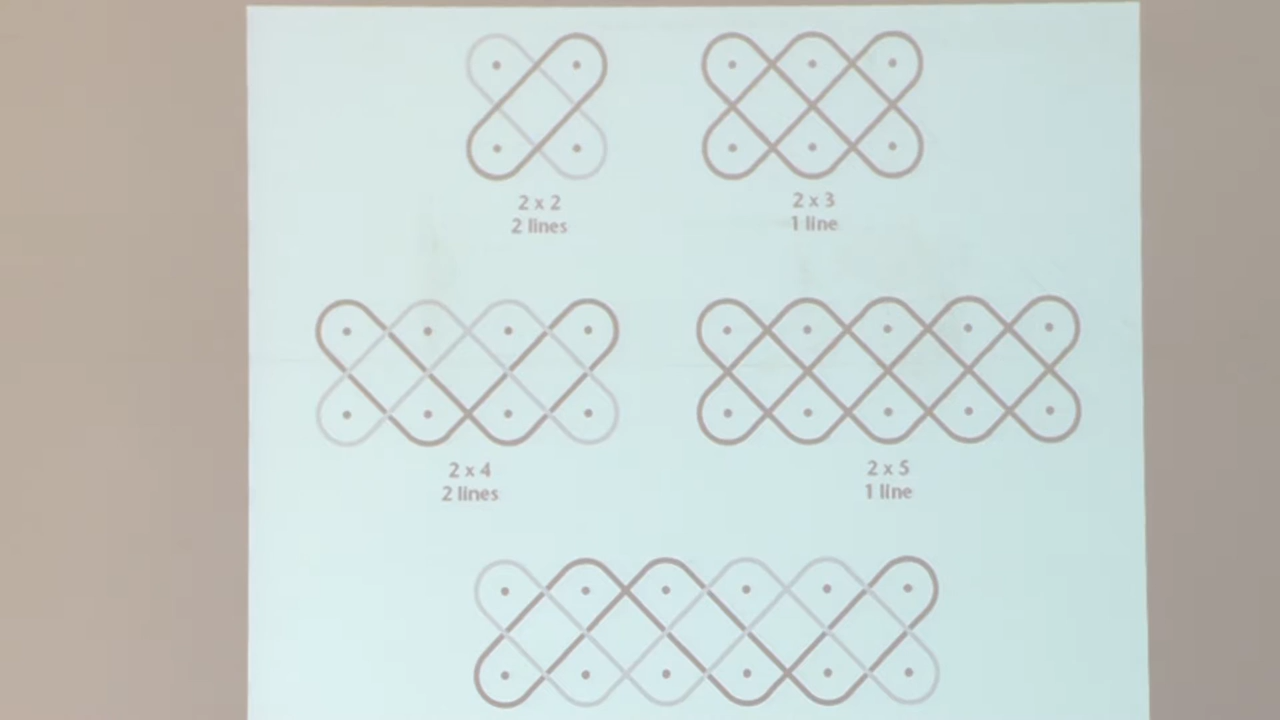 2 x 2
2 lines
2 x 3
1 line
2 x 4
2 lines
2 x 5
1 line